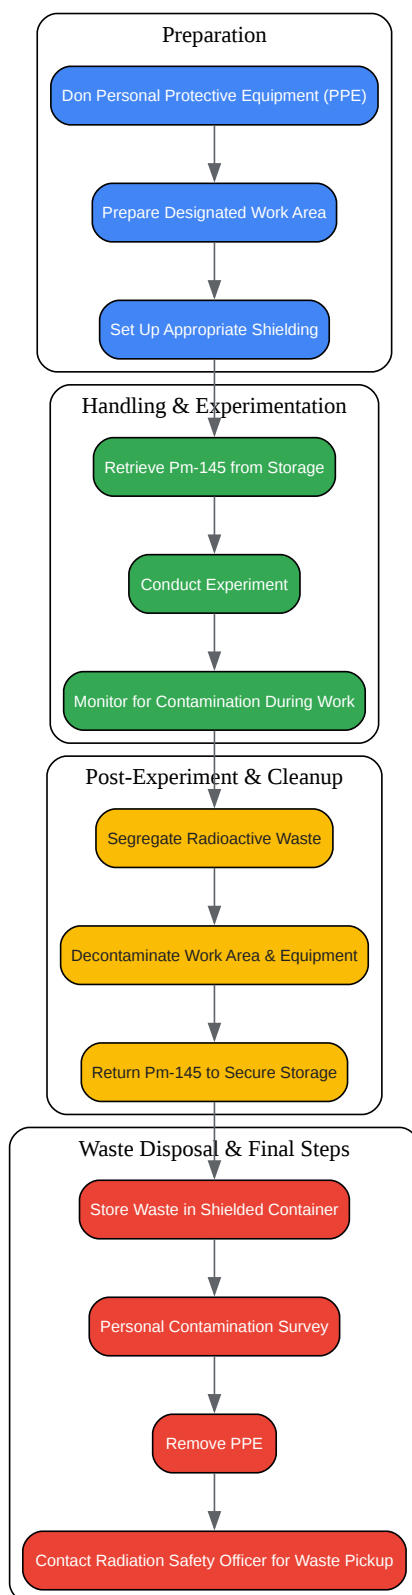 Preparation
Don Personal Protective Equipment (PPE)
Prepare Designated Work Area
Set Up Appropriate Shielding
Handling & Experimentation
Retrieve Pm-145 from Storage
Conduct Experiment
Monitor for Contamination During Work
Post-Experiment & Cleanup
Segregate Radioactive Waste
Decontaminate Work Area & Equipment
Return Pm-145 to Secure Storage
Waste Disposal & Final Steps
Store Waste in Shielded Container
Personal Contamination Survey
Remove PPE
Contact Radiation Safety Officer for Waste Pickup